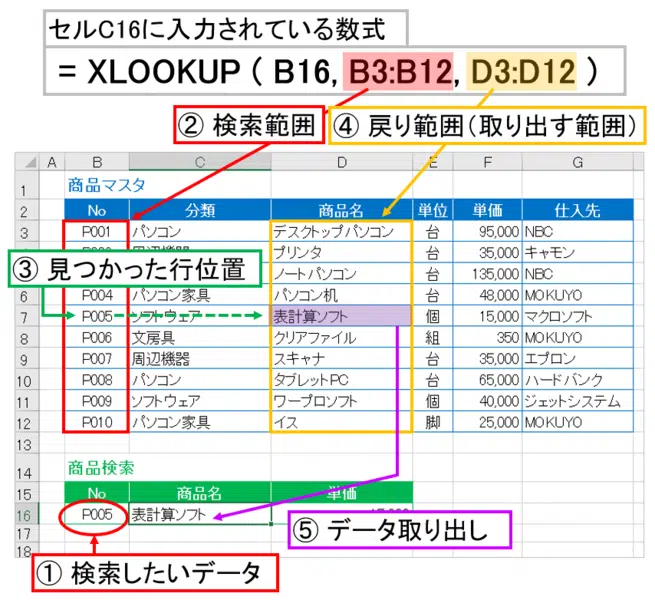 セルC16に入力されている数式
= XLOOKUP ( B16, B3:B12, D3:D12 )
② 検索範囲
④ 戻り範囲（取り出す範囲）
A B C D E F G
1 商品マスタ
2 No 分類 商品名 単位 単価 仕入先
3 P001 パソコン デスクトップパソコン 台 95,000 NBC
プリンタ 台 35,000 キャモン
③ 見つかった行位置
ノートパソコン 台 135,000 NBC
6 P004 パソコン家具 パソコン机 台 48,000 MOKUYO
7 P005 ソフトウェア 表計算ソフト 個 15,000 マクロソフト
8 P006 文房具 クリアファイル 組 350 MOKUYO
9 P007 周辺機器 スキャナ 台 35,000 エプロン
10 P008 パソコン タブレットPC 台 65,000 ハードバンク
11 P009 ソフトウェア ワープロソフト 個 40,000 ジェットシステム
12 P010 パソコン家具 イス 脚 25,000 MOKUYO
13
14 商品検索
15 No 商品名 単価
16 P005 表計算ソフト
17
⑤ データ取り出し
18
① 検索したいデータ